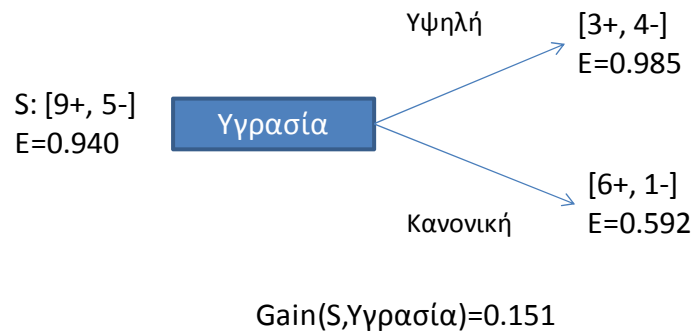 Υψηλή
[3+, 4-]
E=0.985
S: [9+, 5-]
E=0.940
Υγρασία
[6+, 1-]
E=0.592
Κανονική
Gain(S,Υγρασία)=0.151